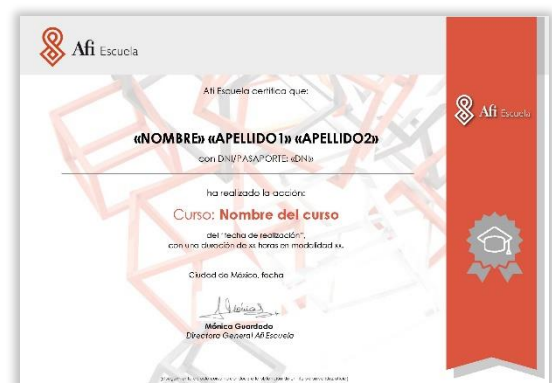 Afi Escuela
Afi Escuela certifica que:
Afi Escuela
«NOMBRE» «APELLIDO1» «APELLIDO2»
con DNI/PASAPORTE: «DNI»
ha realizado la acción:
Curso: Nombre del curso
del "fecha de realización",
con una duración de xx horas en modalidad xx.
Ciudad de México, fecha
Mónica Guardado
Directora General Afi Escuela